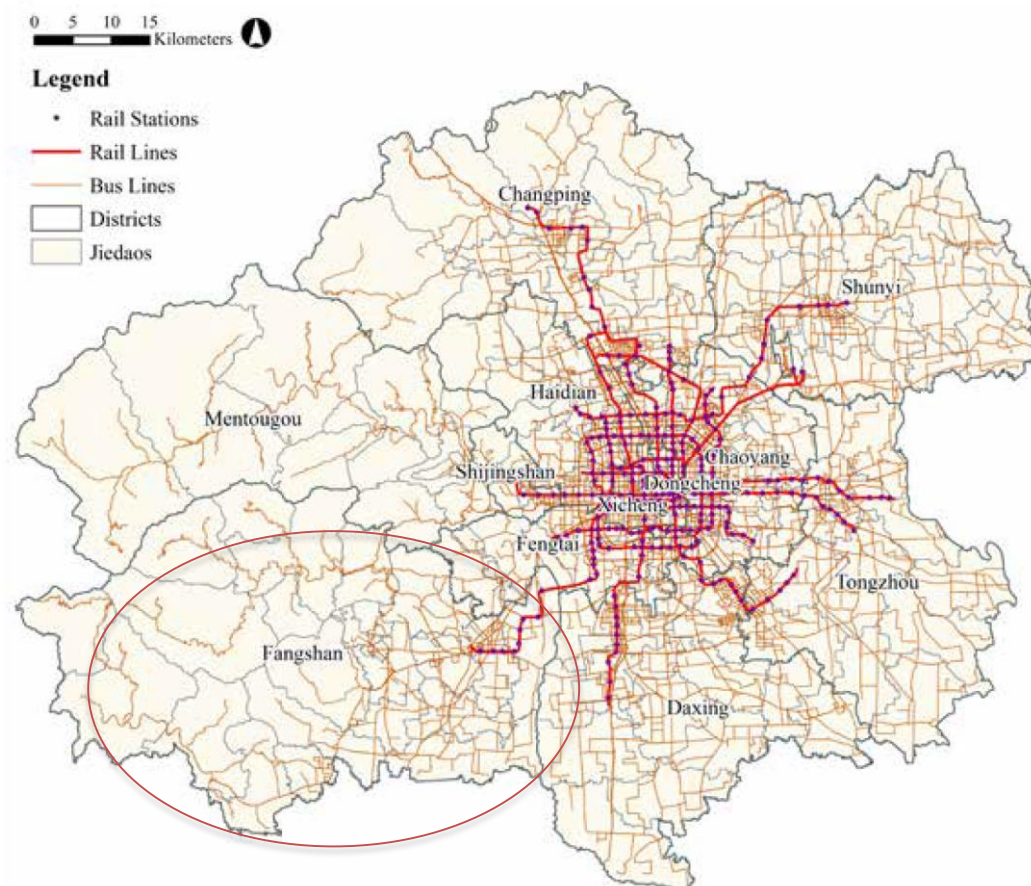 0 5 10 15
Kilometers
Legend
Rail Stations
Rail Lines
Bus Lines
Districts
Jiedaos
Changping
Shunyi
Haidian
Mentougou
Chaoyang
Shijingshan
Dongcheng
Xicheng
Fengtai
Tongzhou
Fangshan
Daxing